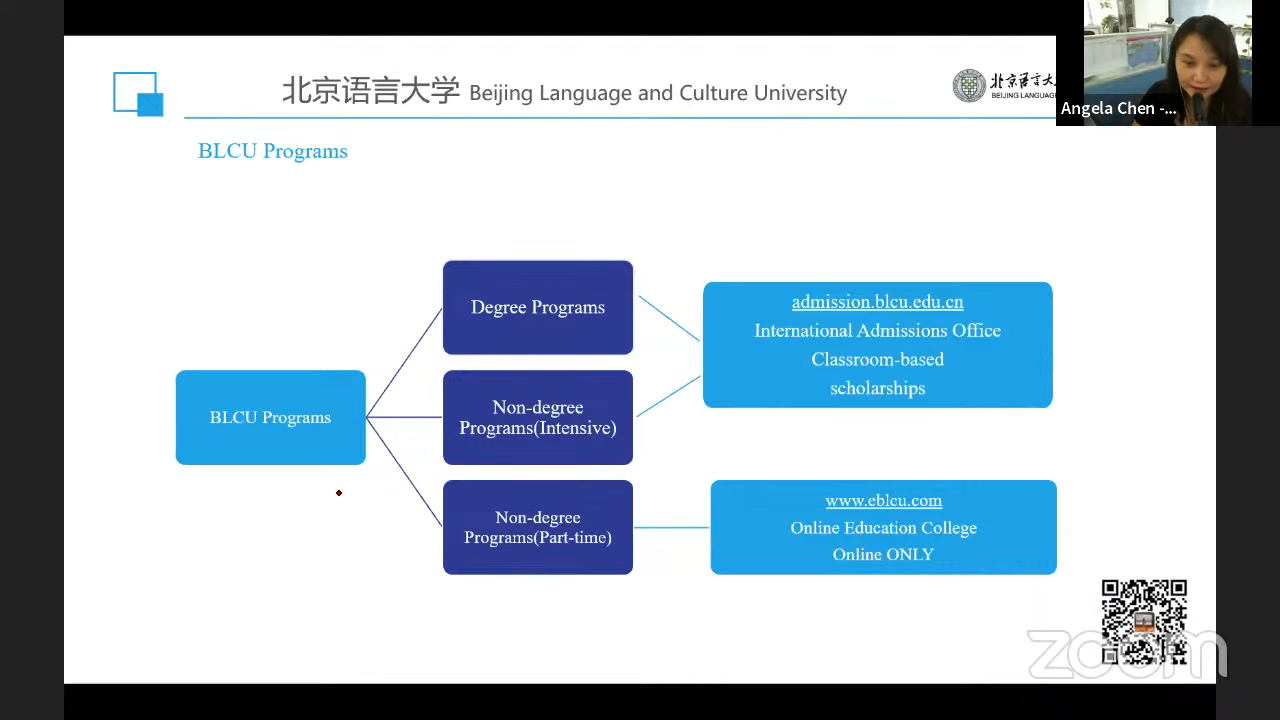 北京语言大学 Beijing Language and Culture University
北京语言大
BEIJING LANGUAGE
Angela Chen -...
BLCU Programs
Degree Programs
admission.blcu.edu.cn
International Admissions Office
Classroom-based
scholarships
BLCU Programs
Non-degree
Programs(Intensive)
Non-degree
Programs(Part-time)
www.eblcu.com
Online Education College
Online ONLY
zoom